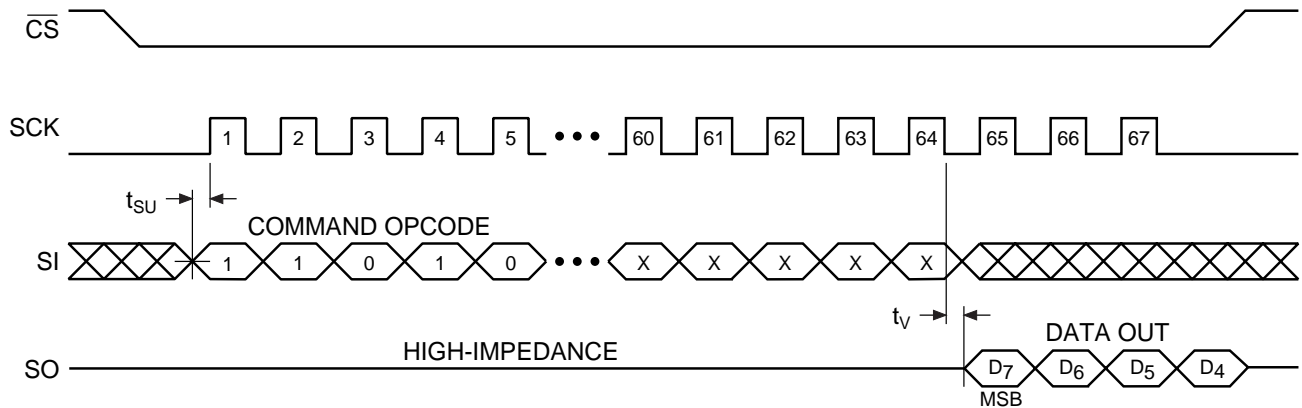 CS
SCK 1 2 3 4 5 ••• 60 61 62 63 64 65 66 67
tSU
COMMAND OPCODE
SI 1 1 0 1 0 ••• X X X X X
tV
DATA OUT
HIGH-IMPEDANCE
SO D7 D6 D5 D4
MSB